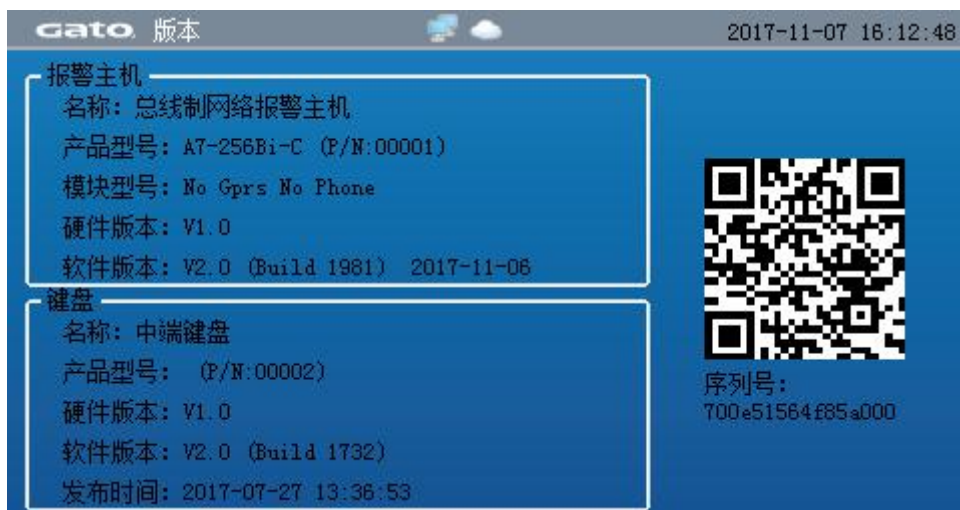 Gato 版本
2017-11-07 16:12:48
报警主机
名称：总线制网络报警主机
产品型号：A7-256Bi-C (P/N:00001)
模块型号：No Gprs No Phone
硬件版本：V1.0
软件版本：V2.0 (Build 1981) 2017-11-06
键盘
名称：中端键盘
产品型号： (P/N:00002)
硬件版本：V1.0
软件版本：V2.0 (Build 1732)
发布时间：2017-07-27 13:36:53
序列号：
700e51564f85a000